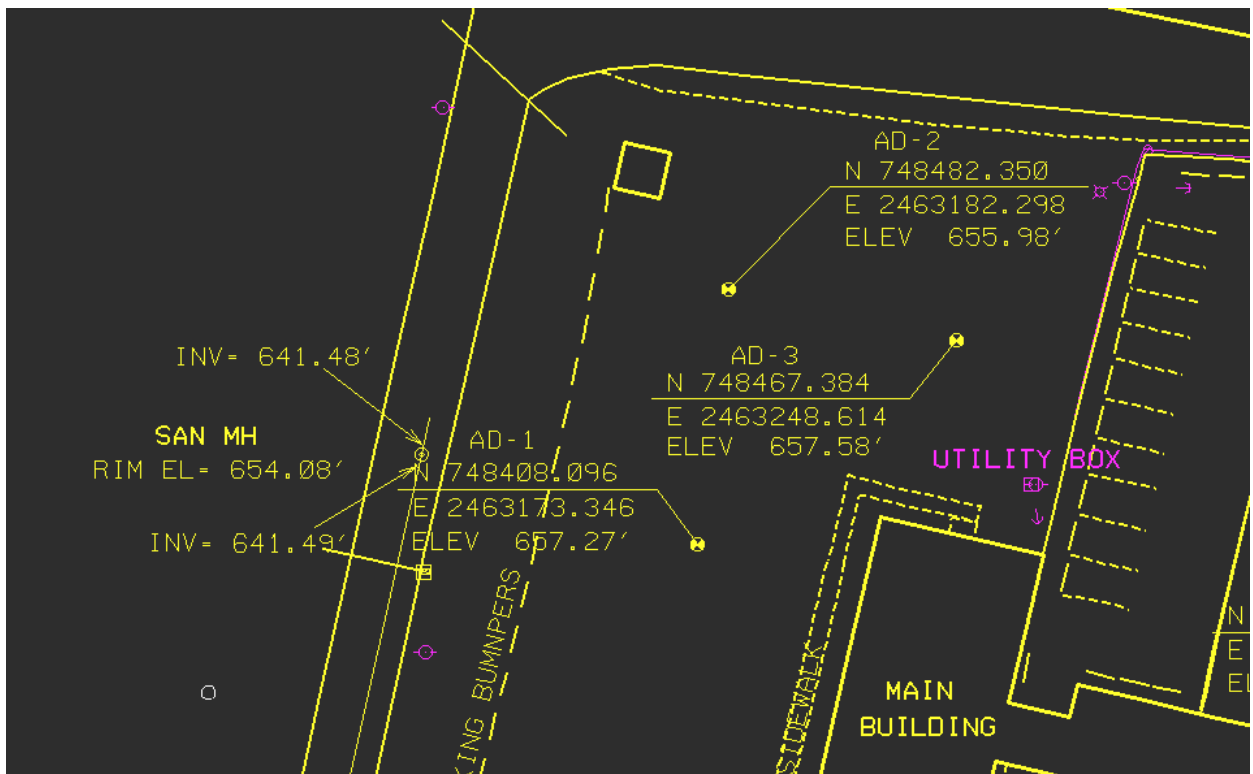 AD-2
N 748482.350
E 2463182.298
ELEV 655.98'
INV= 641.48'
AD-3
N 748467.384
E 2463248.614
ELEV 657.58'
SAN MH
RIM EL= 654.08'
AD-1
N 748408.096
E 2463173.346
ELEV 657.27'
INV= 641.49'
UTILITY BOX
KING BUMNPERS
SIDEWALK
MAIN
BUILDING
N
E
EL